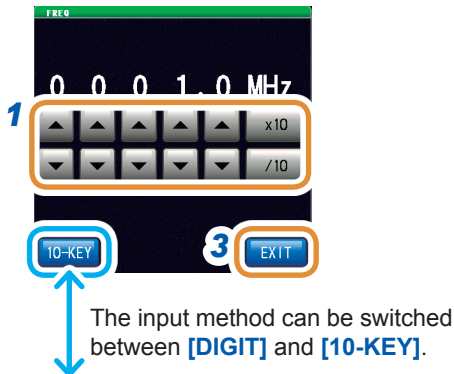 FREQ
0 0 0 1.0 MHz
1
x10
/10
10-KEY
3
EXIT
The input method can be switched
between [DIGIT] and [10-KEY].